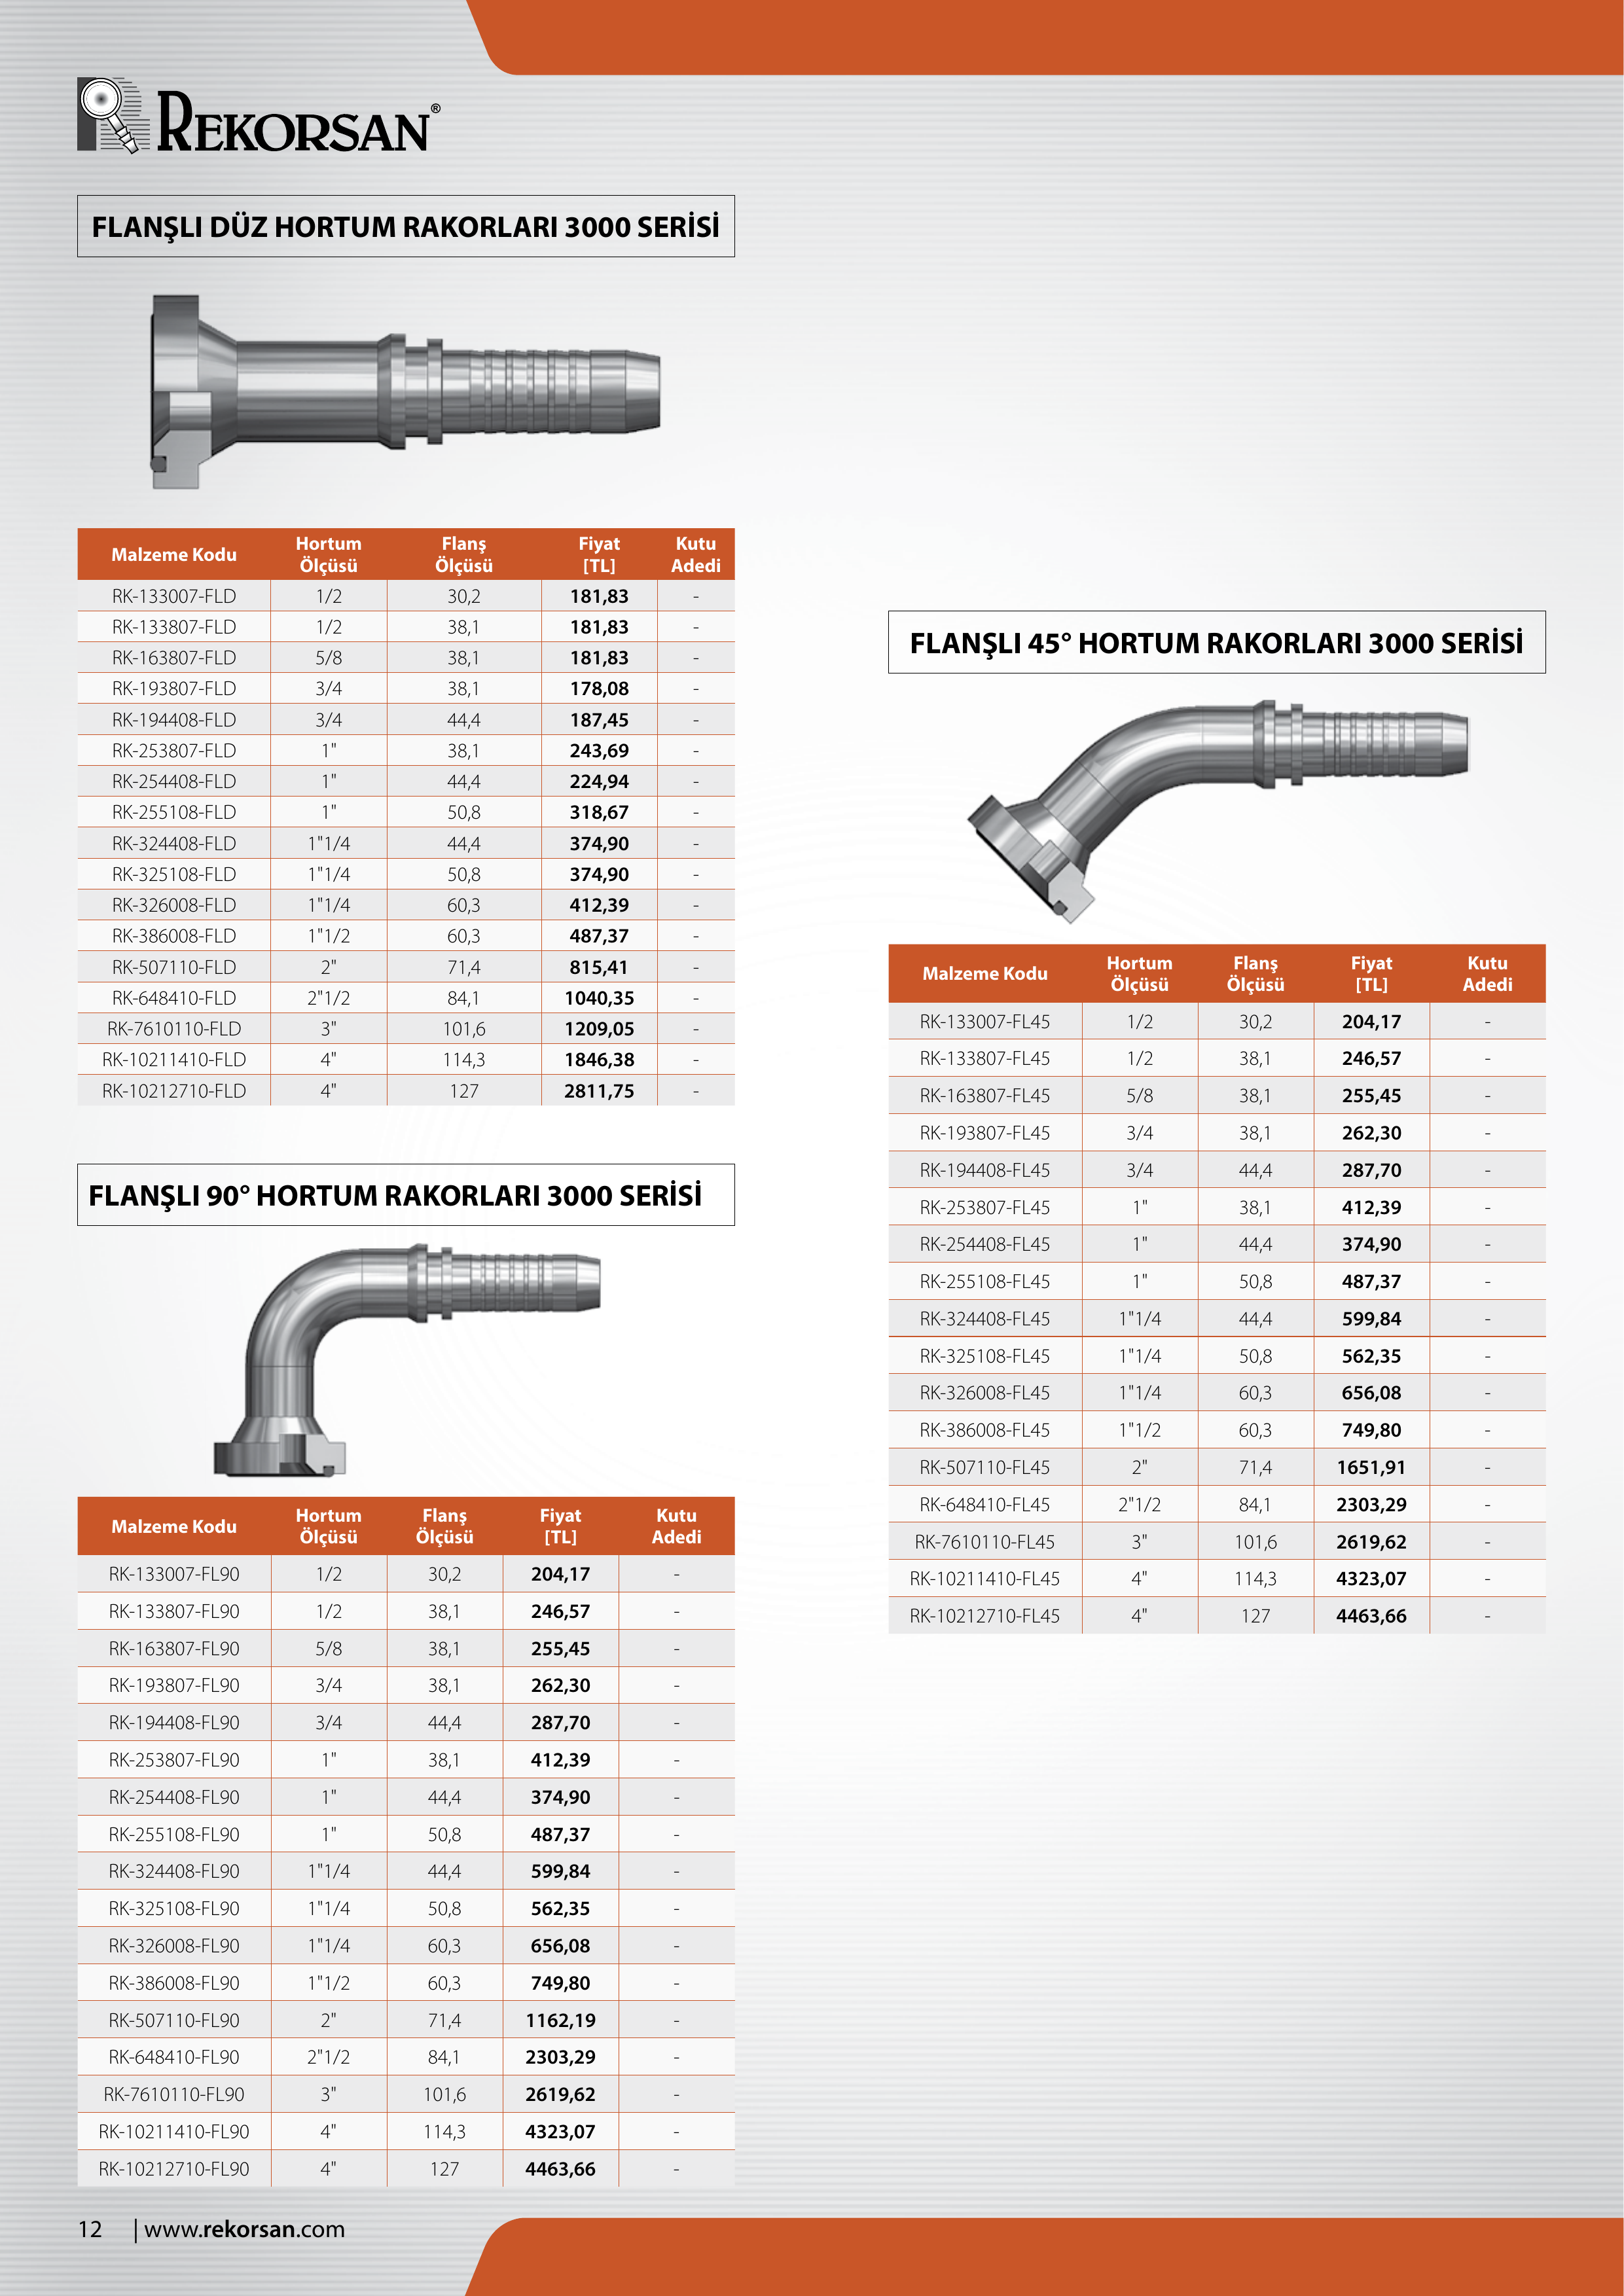 REKORSAN®
FLANŞLI DÜZ HORTUM RAKORLARI 3000 SERİSİ
Malzeme Kodu Hortum Ölçüsü Flanş Ölçüsü Fiyat [TL] Kutu Adedi
RK-133007-FLD 1/2 30,2 181,83 -
RK-133807-FLD 1/2 38,1 181,83 -
RK-163807-FLD 5/8 38,1 181,83 -
RK-193807-FLD 3/4 38,1 178,08 -
RK-194408-FLD 3/4 44,4 187,45 -
RK-253807-FLD 1" 38,1 243,69 -
RK-254408-FLD 1" 44,4 224,94 -
RK-255108-FLD 1" 50,8 318,67 -
RK-324408-FLD 1"1/4 44,4 374,90 -
RK-325108-FLD 1"1/4 50,8 374,90 -
RK-326008-FLD 1"1/4 60,3 412,39 -
RK-386008-FLD 1"1/2 60,3 487,37 -
RK-507110-FLD 2" 71,4 815,41 -
RK-648410-FLD 2"1/2 84,1 1040,35 -
RK-7610110-FLD 3" 101,6 1209,05 -
RK-10211410-FLD 4" 114,3 1846,38 -
RK-10212710-FLD 4" 127 2811,75 -
FLANŞLI 90° HORTUM RAKORLARI 3000 SERİSİ
Malzeme Kodu Hortum Ölçüsü Flanş Ölçüsü Fiyat [TL] Kutu Adedi
RK-133007-FL90 1/2 30,2 204,17 -
RK-133807-FL90 1/2 38,1 246,57 -
RK-163807-FL90 5/8 38,1 255,45 -
RK-193807-FL90 3/4 38,1 262,30 -
RK-194408-FL90 3/4 44,4 287,70 -
RK-253807-FL90 1" 38,1 412,39 -
RK-254408-FL90 1" 44,4 374,90 -
RK-255108-FL90 1" 50,8 487,37 -
RK-324408-FL90 1"1/4 44,4 599,84 -
RK-325108-FL90 1"1/4 50,8 562,35 -
RK-326008-FL90 1"1/4 60,3 656,08 -
RK-386008-FL90 1"1/2 60,3 749,80 -
RK-507110-FL90 2" 71,4 1162,19 -
RK-648410-FL90 2"1/2 84,1 2303,29 -
RK-7610110-FL90 3" 101,6 2619,62 -
RK-10211410-FL90 4" 114,3 4323,07 -
RK-10212710-FL90 4" 127 4463,66 -
FLANŞLI 45° HORTUM RAKORLARI 3000 SERİSİ
Malzeme Kodu Hortum Ölçüsü Flanş Ölçüsü Fiyat [TL] Kutu Adedi
RK-133007-FL45 1/2 30,2 204,17 -
RK-133807-FL45 1/2 38,1 246,57 -
RK-163807-FL45 5/8 38,1 255,45 -
RK-193807-FL45 3/4 38,1 262,30 -
RK-194408-FL45 3/4 44,4 287,70 -
RK-253807-FL45 1" 38,1 412,39 -
RK-254408-FL45 1" 44,4 374,90 -
RK-255108-FL45 1" 50,8 487,37 -
RK-324408-FL45 1"1/4 44,4 599,84 -
RK-325108-FL45 1"1/4 50,8 562,35 -
RK-326008-FL45 1"1/4 60,3 656,08 -
RK-386008-FL45 1"1/2 60,3 749,80 -
RK-507110-FL45 2" 71,4 1651,91 -
RK-648410-FL45 2"1/2 84,1 2303,29 -
RK-7610110-FL45 3" 101,6 2619,62 -
RK-10211410-FL45 4" 114,3 4323,07 -
RK-10212710-FL45 4" 127 4463,66 -
12 | www.rekorsan.com